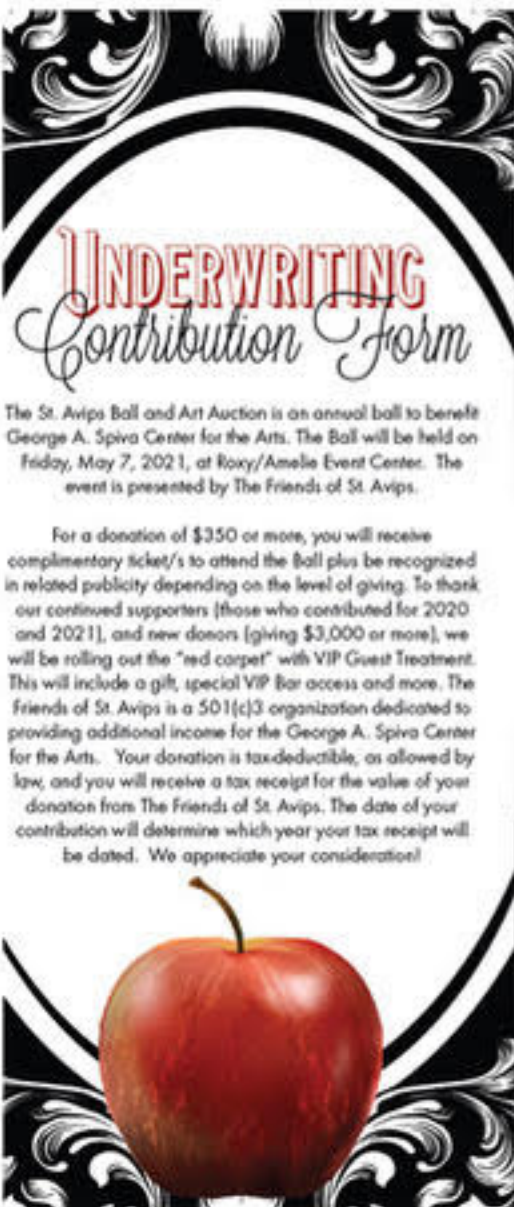 UNDERWRITING
Contribution Form
The St. Avips Ball and Art Auction is an annual ball to benefit
George A. Spiva Center for the Arts. The Ball will be held on
Friday, May 7, 2021, at Roxy/Amelie Event Center. The
event is presented by The Friends of St. Avips.
For a donation of $350 or more, you will receive
complimentary ticket/s to attend the Ball plus be recognized
in related publicity depending on the level of giving. To thank
our continued supporters (those who contributed for 2020
and 2021), and new donors (giving $3,000 or more), we
will be rolling out the "red carpet" with VIP Guest Treatment.
This will include a gift, special VIP Bar access and more. The
Friends of St. Avips is a 501(c)3 organization dedicated to
providing additional income for the George A. Spiva Center
for the Arts. Your donation is tax-deductible, as allowed by
law, and you will receive a tax receipt for the value of your
donation from The Friends of St. Avips. The date of your
contribution will determine which year your tax receipt will
be dated. We appreciate your consideration!